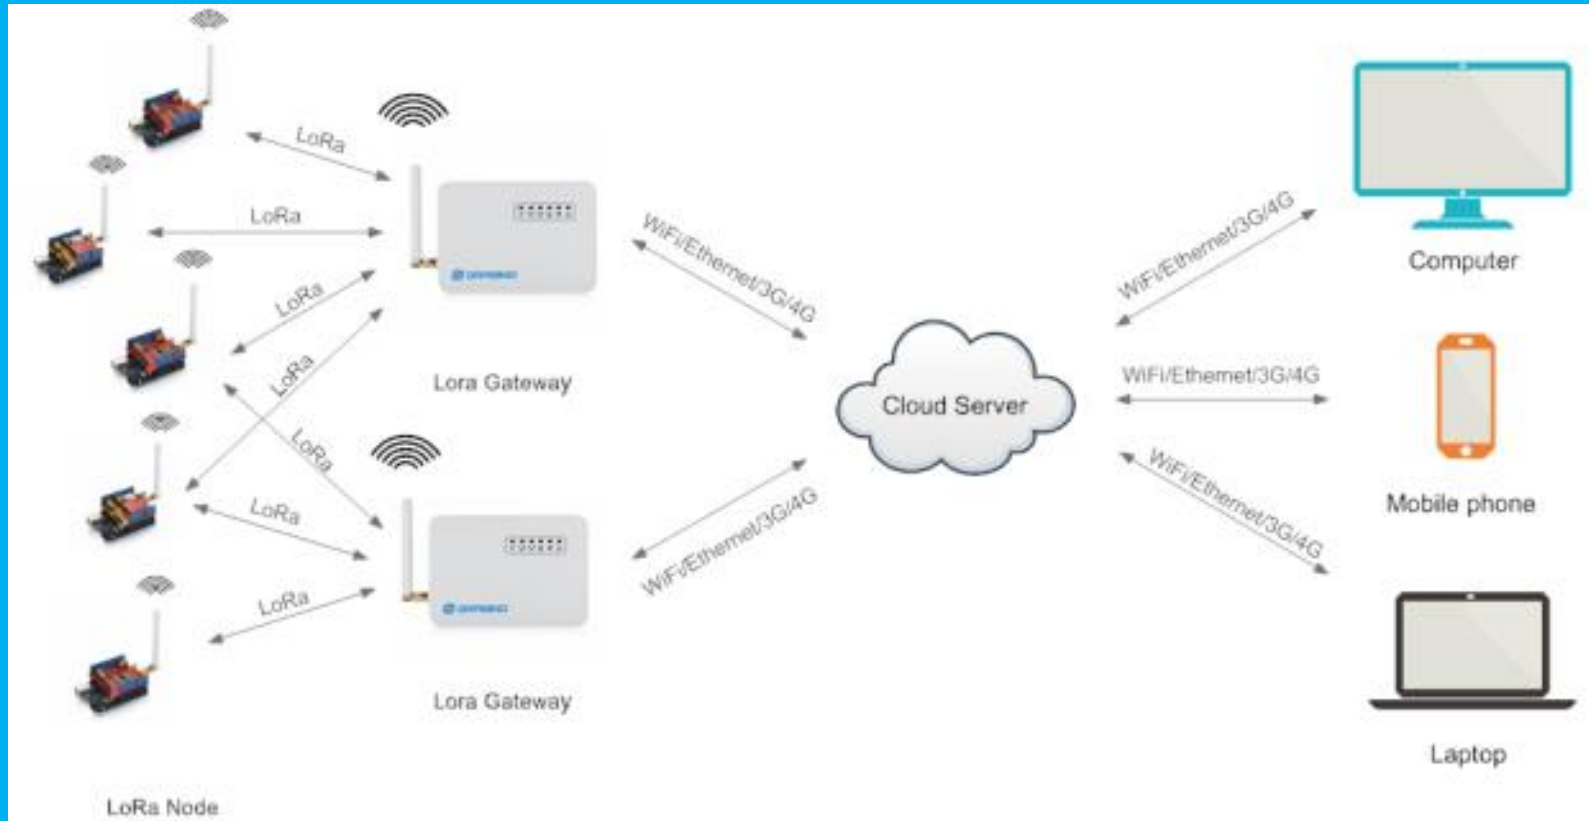 LoRa
LoRa
LoRa
LoRa
LoRa
LoRa
LoRa
LoRa Node
Lora Gateway
Lora Gateway
WiFi/Ethernet/3G/4G
WiFi/Ethernet/3G/4G
Cloud Server
WiFi/Ethernet/3G/4G
WiFi/Ethernet/3G/4G
WiFi/Ethernet/3G/4G
Computer
Mobile phone
Laptop